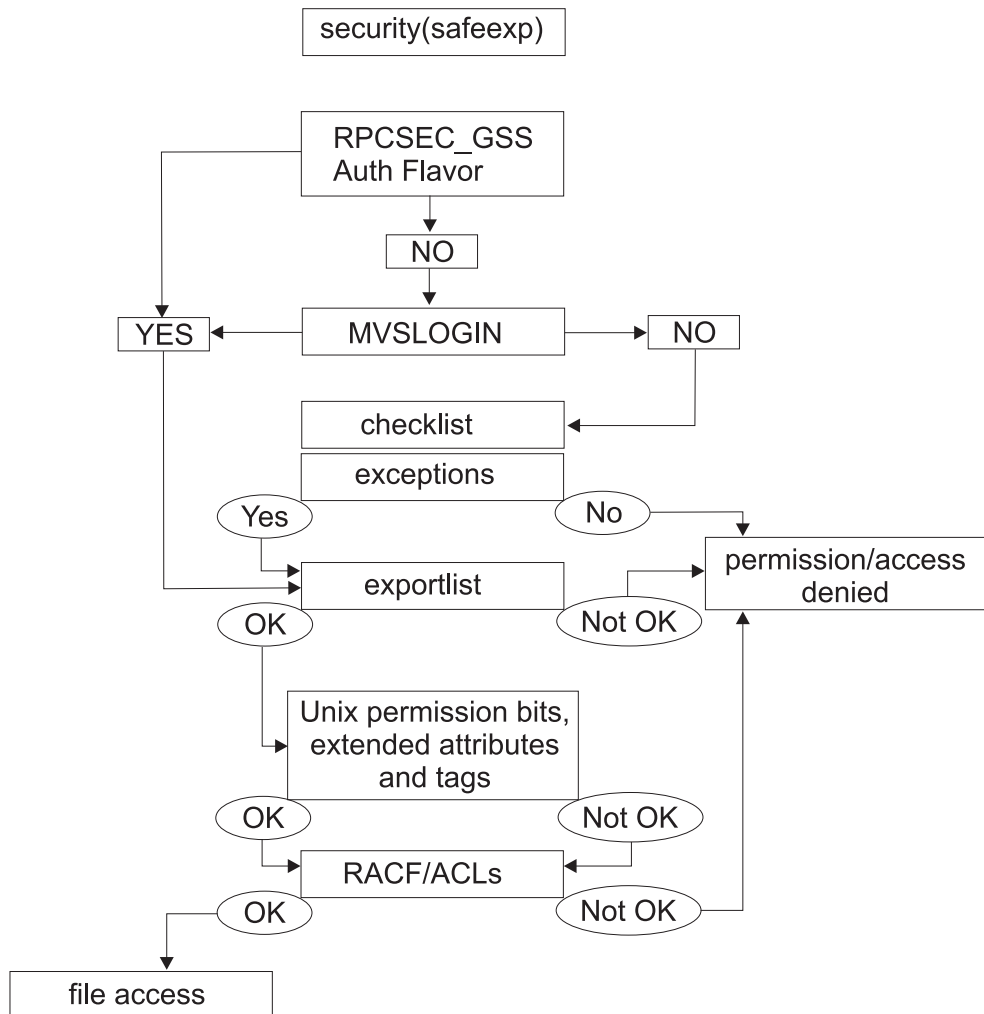 security(safeexp)
RPCSEC_GSS
Auth Flavor
NO
YES
MVSLOGIN
NO
checklist
exceptions
Yes
No
permission/access
denied
exportlist
OK
Not OK
Unix permission bits,
extended attributes
and tags
OK
Not OK
RACF/ACLs
OK
Not OK
file access